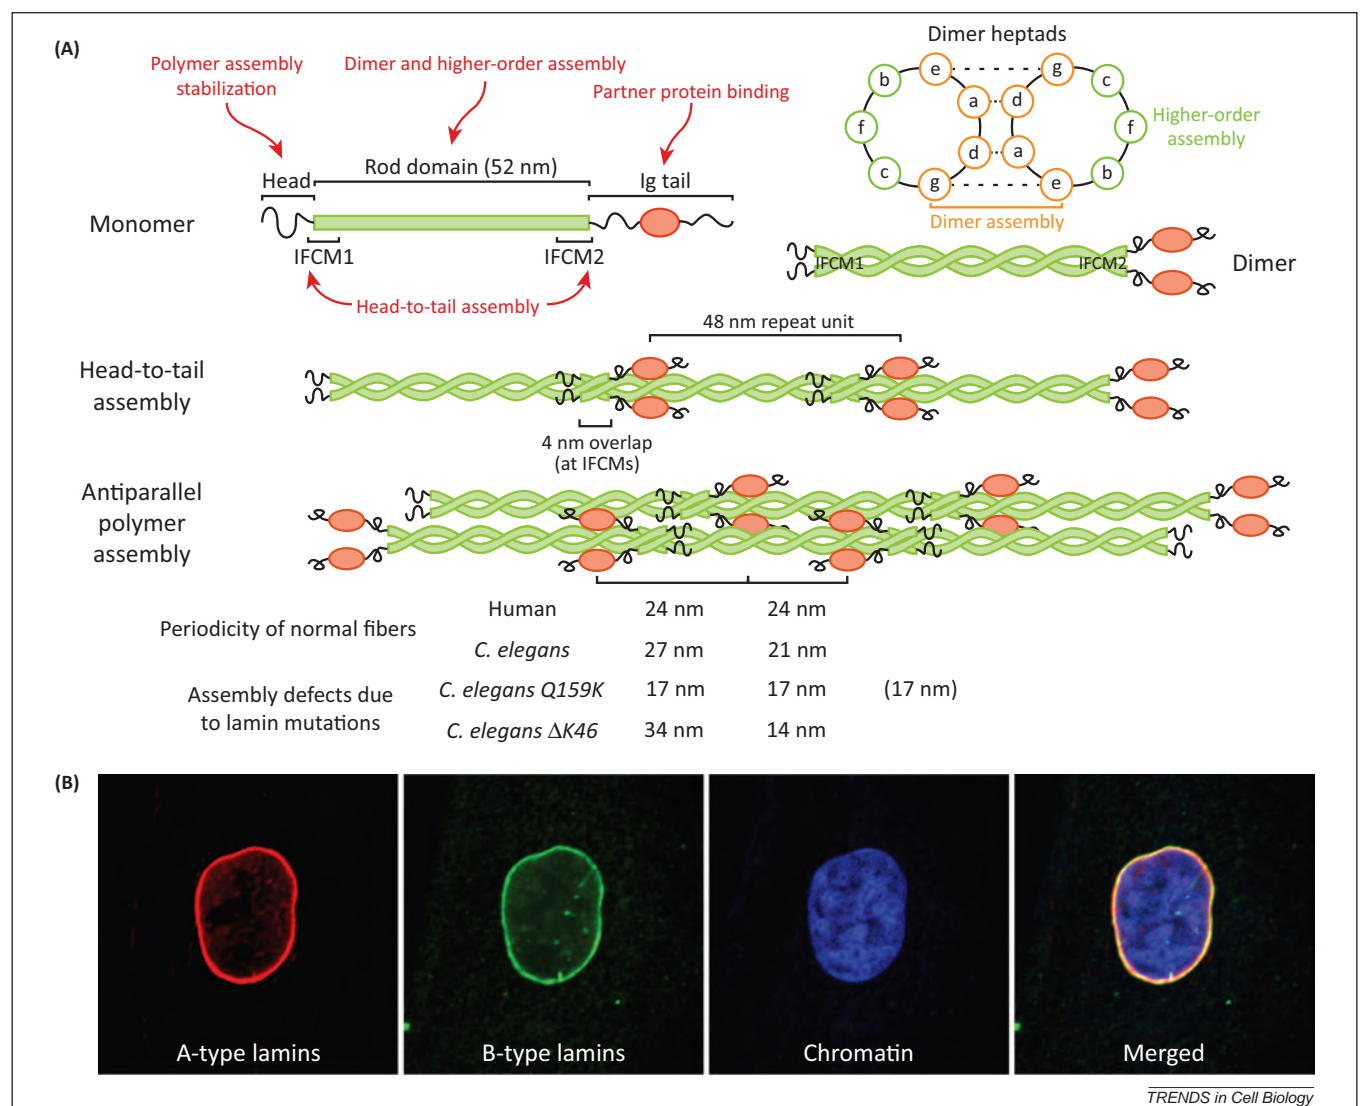 (A)
Polymer assembly
stabilization
Dimer and higher-order assembly
Partner protein binding
Head
Rod domain (52 nm)
Ig tail
Monomer
IFCM1
IFCM2
Head-to-tail assembly
Dimer heptads
e
g
b
c
a
d
f
f
d
a
c
b
g
e
Higher-order
assembly
Dimer assembly
IFCM1
IFCM2
Dimer
48 nm repeat unit
Head-to-tail
assembly
4 nm overlap
(at IFCMs)
Antiparallel
polymer
assembly
Periodicity of normal fibers
Human 24 nm 24 nm
C. elegans 27 nm 21 nm
Assembly defects due
to lamin mutations
C. elegans Q159K 17 nm 17 nm (17 nm)
C. elegans ΔK46 34 nm 14 nm
(B)
A-type lamins
B-type lamins
Chromatin
Merged
TRENDS in Cell Biology